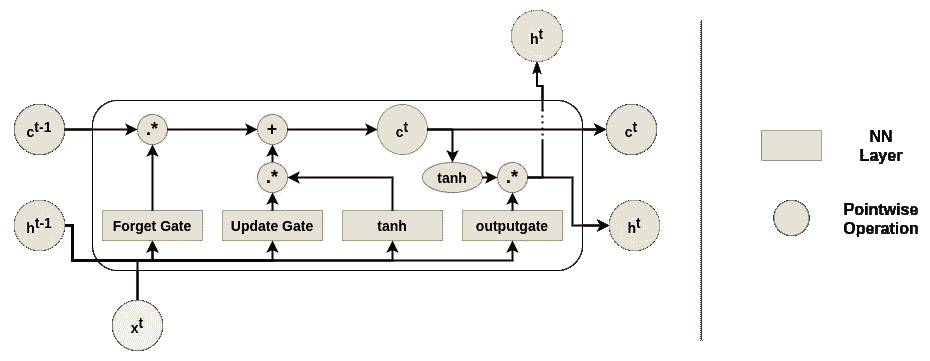 h^t
c^t-1
.*
+
c^t
c^t
.*
tanh
.*
h^t-1
Forget Gate
Update Gate
tanh
outputgate
h^t
x^t
NN
Layer
Pointwise
Operation